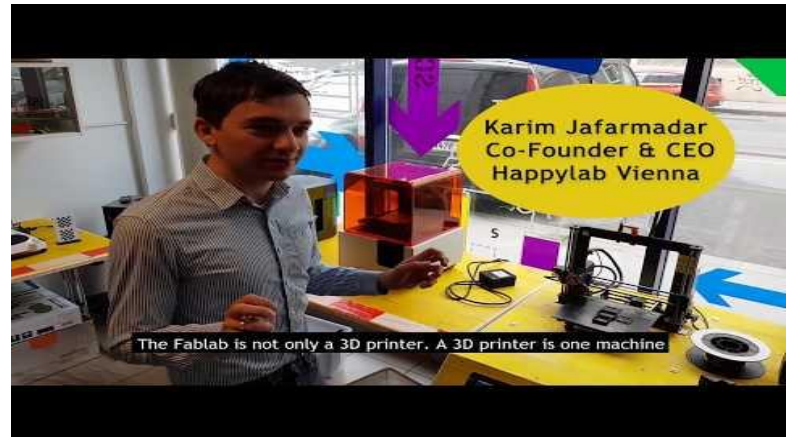 Karim Jafarmadar
Co-Founder & CEO
Happylab Vienna
S
The Fablab is not only a 3D printer. A 3D printer is one machine